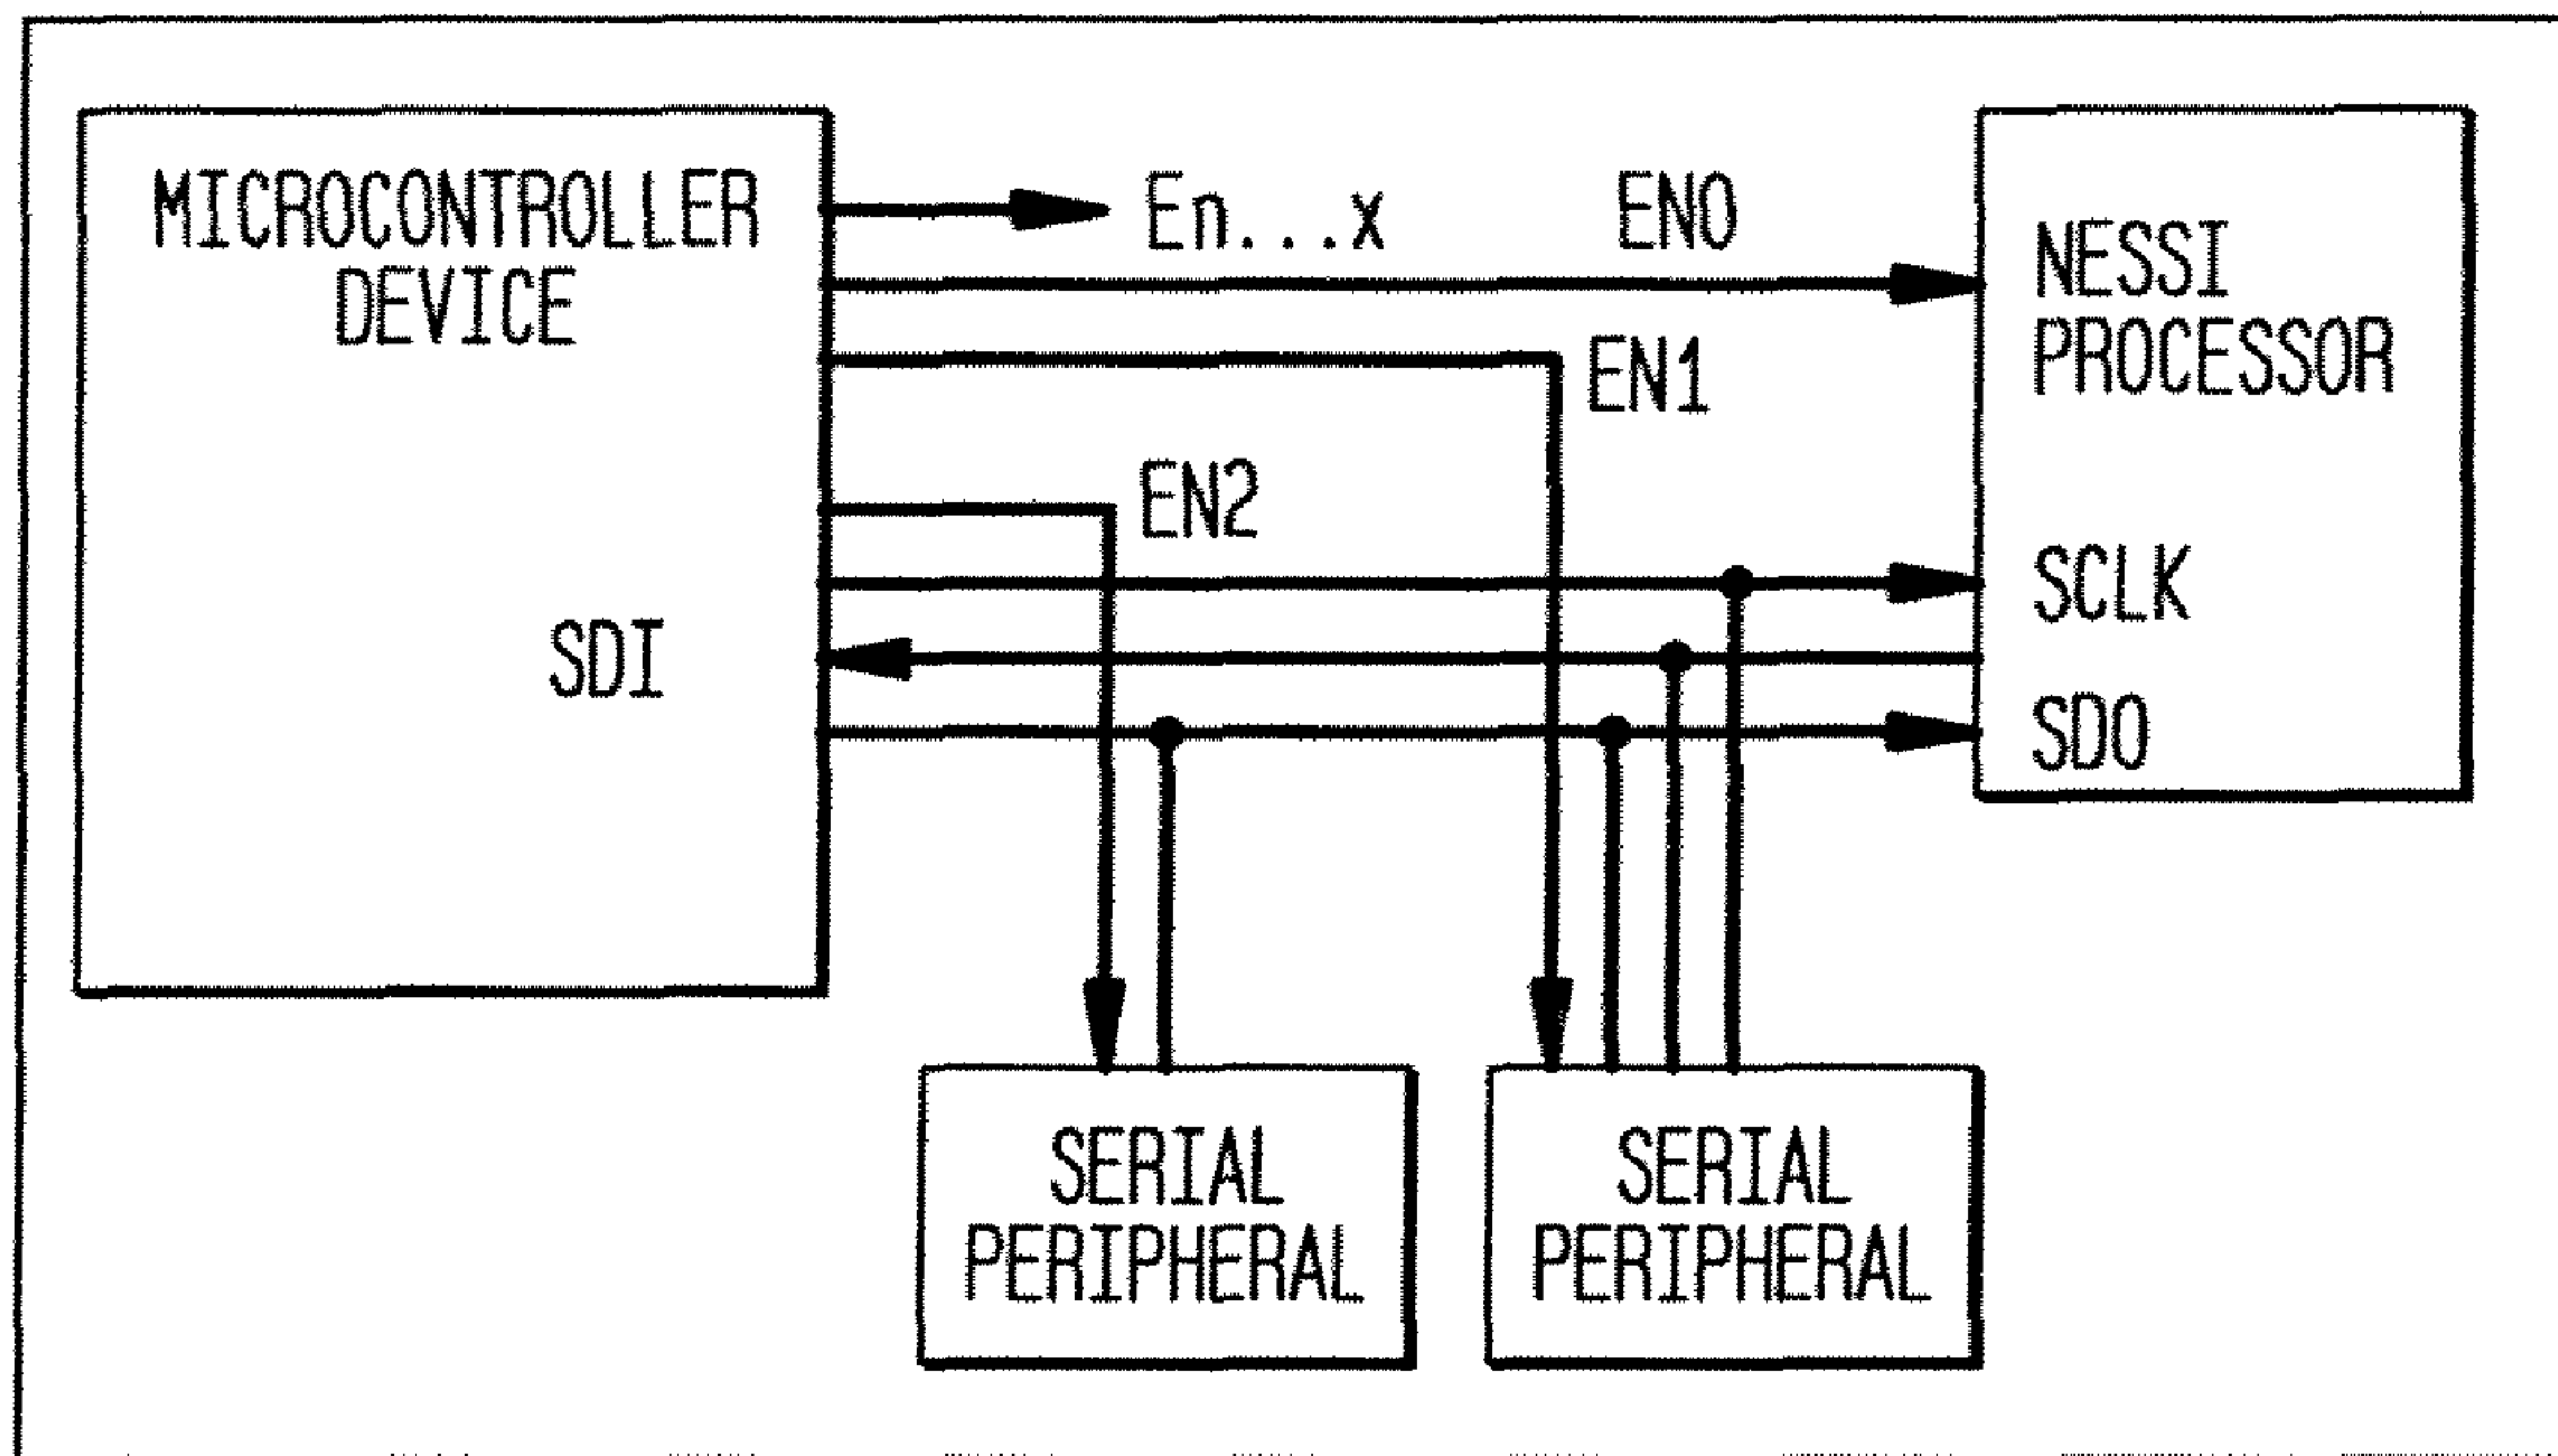 MICROCONTROLLER
DEVICE
SDI
En...x
EN0
EN1
EN2
NESSI
PROCESSOR
SCLK
SDO
SERIAL
PERIPHERAL
SERIAL
PERIPHERAL